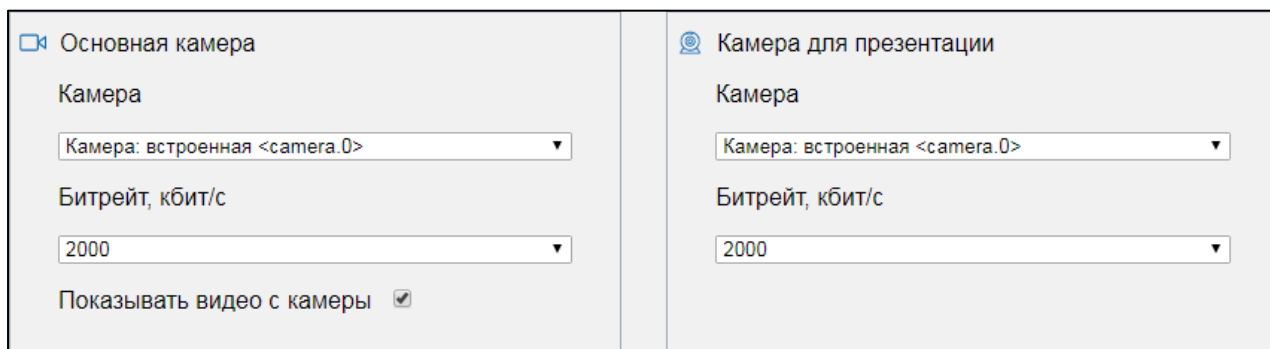 Основная камера
Камера
Камера: встроенная <camera.0>
Битрейт, кбит/с
2000
Показывать видео с камеры
Камера для презентации
Камера
Камера: встроенная <camera.0>
Битрейт, кбит/с
2000